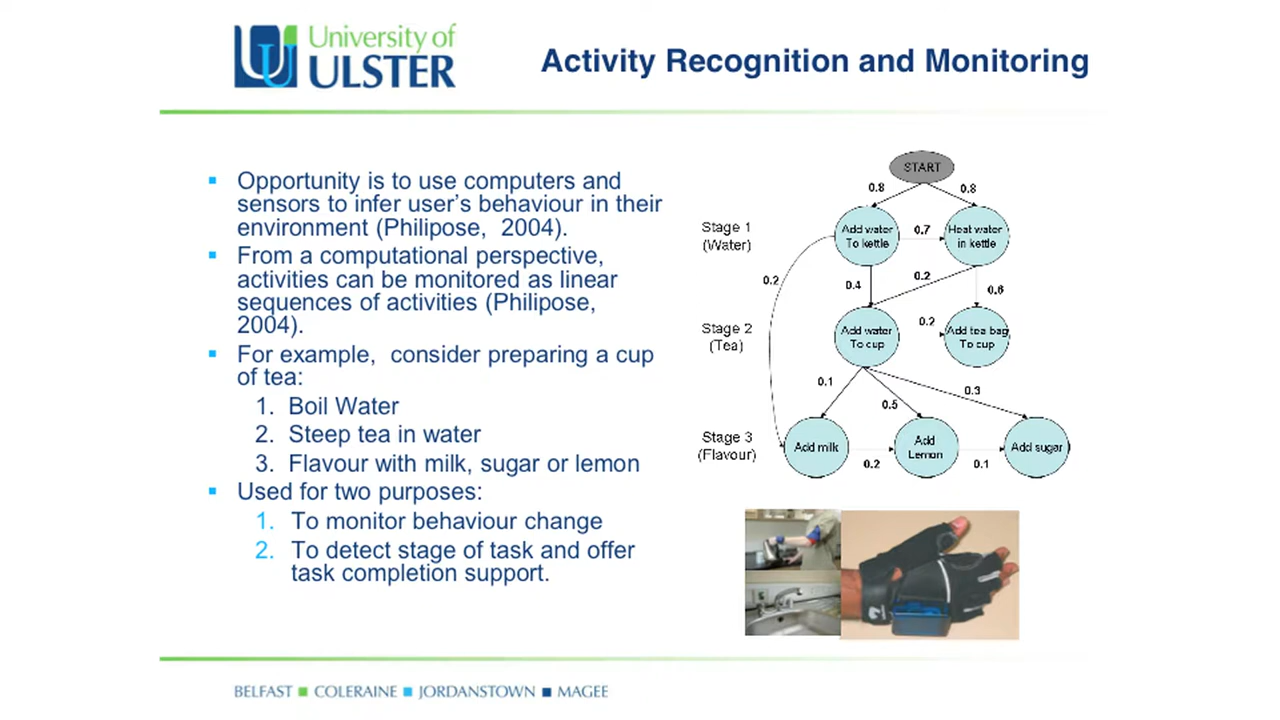 University of
ULSTER
Activity Recognition and Monitoring
Opportunity is to use computers and
sensors to infer user's behaviour in their
environment (Philipose, 2004).
From a computational perspective,
activities can be monitored as linear
sequences of activities (Philipose,
2004).
For example, consider preparing a cup
of tea:
1. Boil Water
2. Steep tea in water
3. Flavour with milk, sugar or lemon
Used for two purposes:
1. To monitor behaviour change
2. To detect stage of task and offer
task completion support.
START
0.8
0.8
Stage 1
(Water)
Add water
To kettle
0.7
Heat water
in kettle
0.2
0.4
0.2
0.6
Stage 2
(Tea)
Add water
To cup
0.2
Add tea bag
To cup
0.1
0.5
0.3
Stage 3
(Flavour)
Add milk
0.2
Add
Lemon
0.1
Add sugar
BELFAST COLERAINE JORDANSTOWN MAGEE